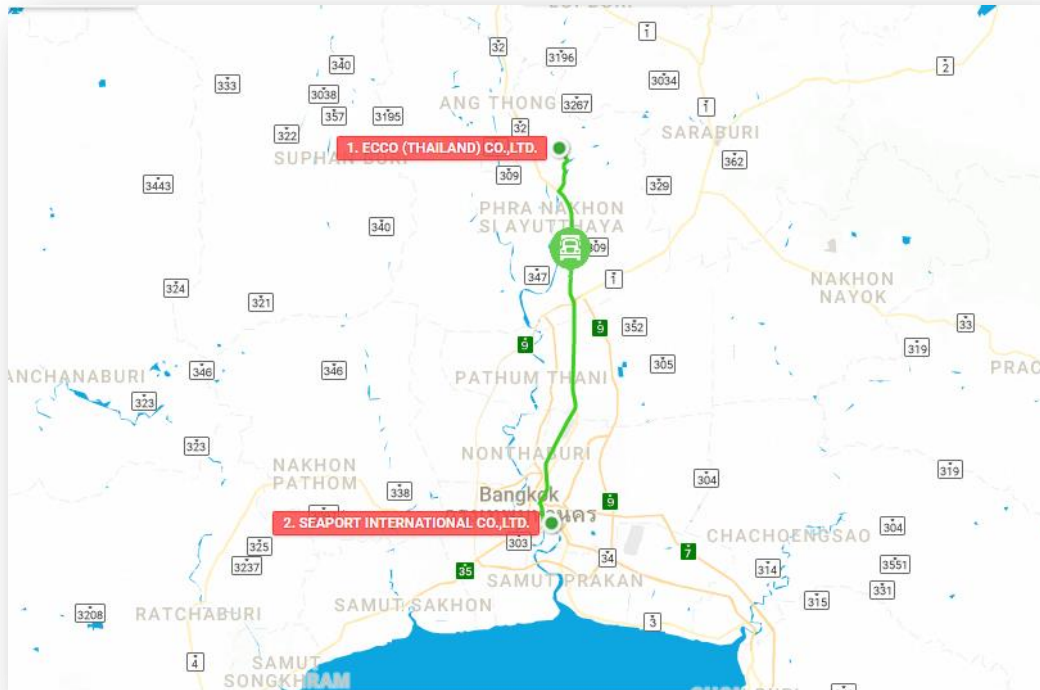 1
32
3196
2
340
333
3034
3038
ANG THONG
3267
1
357
3195
32
322
SARABURI
1. ECCO (THAILAND) CO.,LTD.
362
309
3443
329
PHRA NAKHON
SI AYUTTHAYA
340
309
347
1
NAKHON
NAYOK
324
321
9
352
33
9
319
346
346
305
PATHUM THANI
ANCHANABURI
PRAC
323
323
NONTHABURI
NAKHON
PATHOM
304
319
338
Bangkok
9
2. SEAPORT INTERNATIONAL CO.,LTD.
304
303
CHACHOENGSAO
325
7
34
3237
35
314
3551
SAMUT PRAKAN
331
SAMUT SAKHON
315
3208
RATCHABURI
3
4
SAMUT
SONGKHRAM